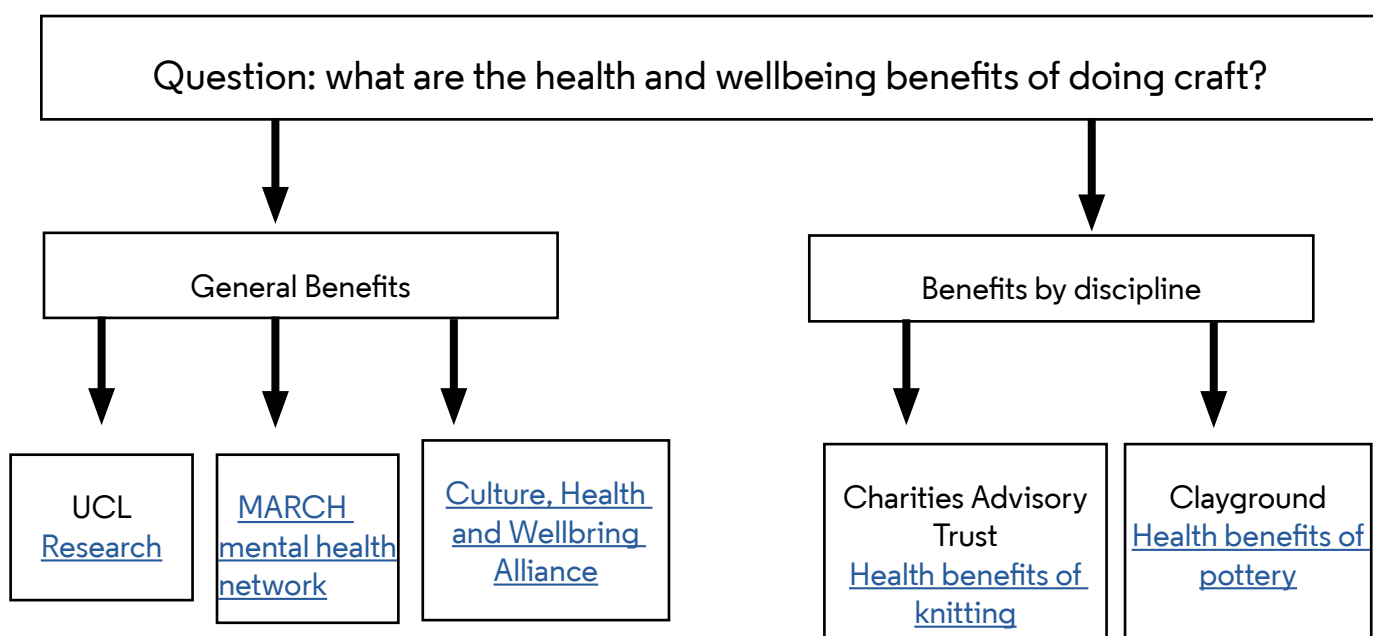 Question: what are the health and wellbeing benefits of doing craft?
General Benefits
Benefits by discipline
UCL
Research
MARCH
mental health
network
Culture, Health
and Wellbring
Alliance
Charities Advisory
Trust
Health benefits of
knitting
Clayground
Health benefits of
pottery